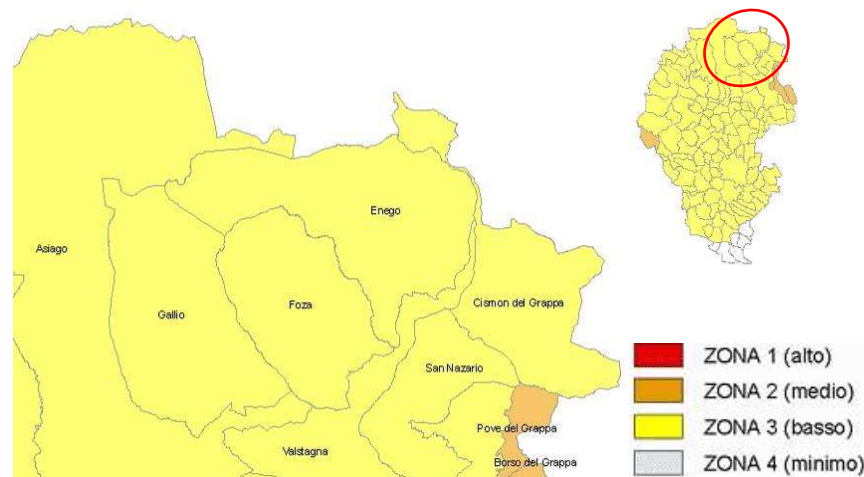 Enego
Asiago
Cismon del Grappa
Foza
Gallio
San Nazario
Pove del Grappa
Valstagna
Borso del Grappa
ZONA 1 (alto)
ZONA 2 (medio)
ZONA 3 (basso)
ZONA 4 (minimo)